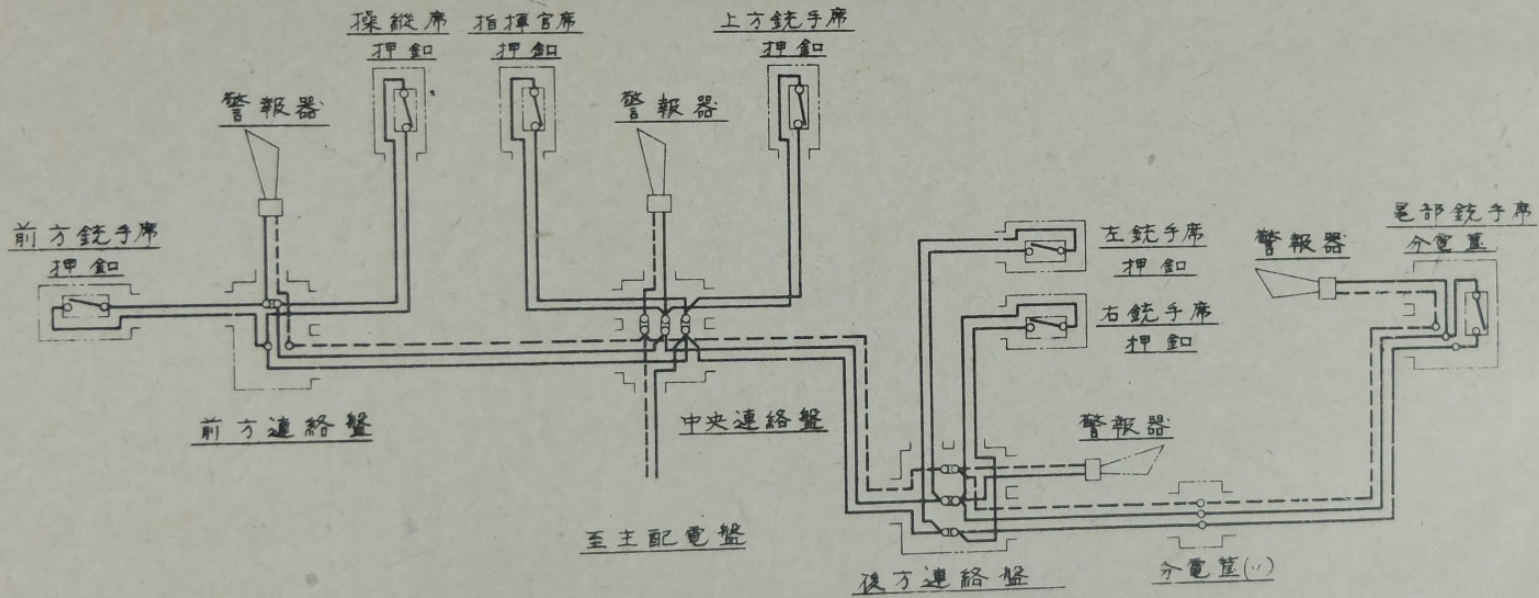 操縦席
押釦
指揮官席
押釦
上方銃手席
押釦
警報器
警報器
前方銃手席
押釦
左銃手席
押釦
右銃手席
押釦
警報器
尾部銃手席
分電筐
前方連絡盤
中央連絡盤
警報器
至主配電盤
後方連絡盤
分電筐(ハ)